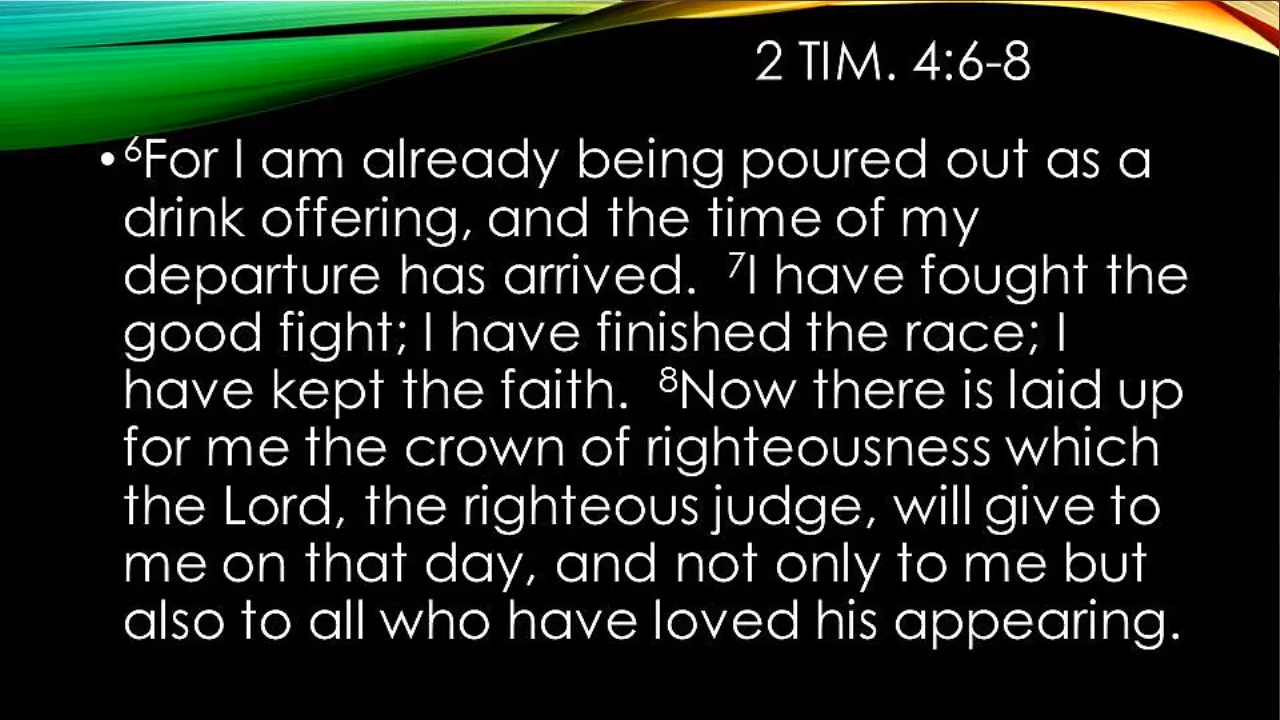 2 TIM. 4:6-8
• ⁶For I am already being poured out as a
drink offering, and the time of my
departure has arrived. ⁷I have fought the
good fight; I have finished the race; I
have kept the faith. ⁸Now there is laid up
for me the crown of righteousness which
the Lord, the righteous judge, will give to
me on that day, and not only to me but
also to all who have loved his appearing.